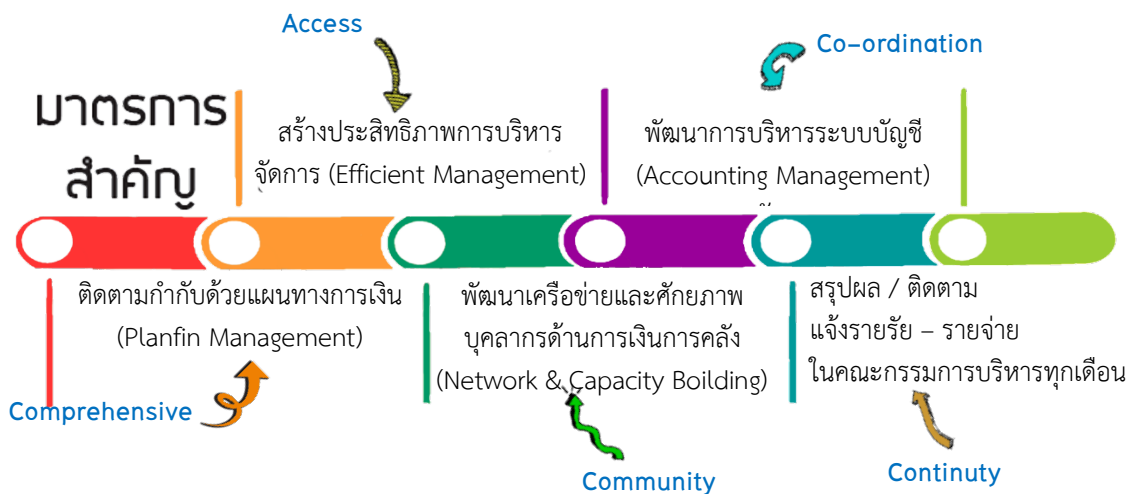 มาตรการ
สำคัญ
Access
สร้างประสิทธิภาพการบริหาร
จัดการ (Efficient Management)
Co-ordination
พัฒนาการบริหารระบบบัญชี
(Accounting Management)
ติดตามกำกับด้วยแผนทางการเงิน
(Planfin Management)
Comprehensive
พัฒนาเครือข่ายและศักยภาพ
บุคลากรด้านการเงินการคลัง
(Network & Capacity Boilding)
Community
สรุปผล / ติดตาม
แจ้งรายรัย – รายจ่าย
ในคณะกรรมการบริหารทุกเดือน
Continuty